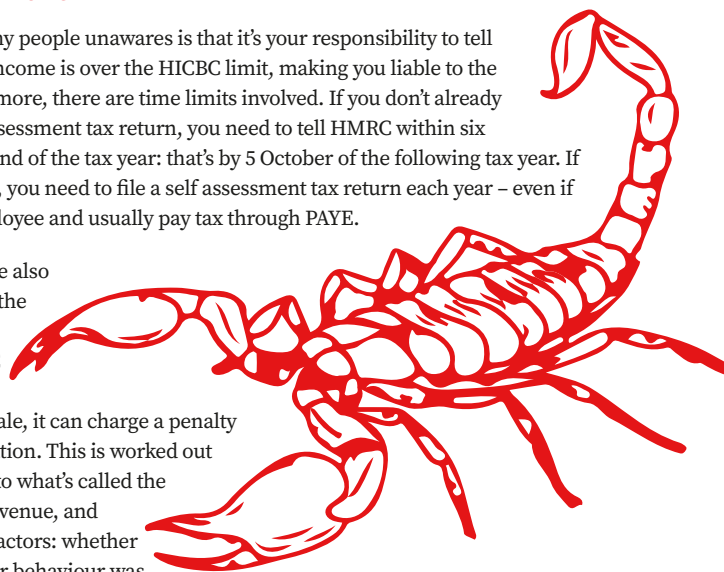 ny people unawares is that it’s your responsibility to tell
ncome is over the HICBC limit, making you liable to the
more, there are time limits involved. If you don’t already
ssessment tax return, you need to tell HMRC within six
nd of the tax year: that’s by 5 October of the following tax year. If
, you need to file a self assessment tax return each year – even if
ployee and usually pay tax through PAYE.
e also
the
ale, it can charge a penalty
tion. This is worked out
to what’s called the
venue, and
actors: whether
r behaviour was